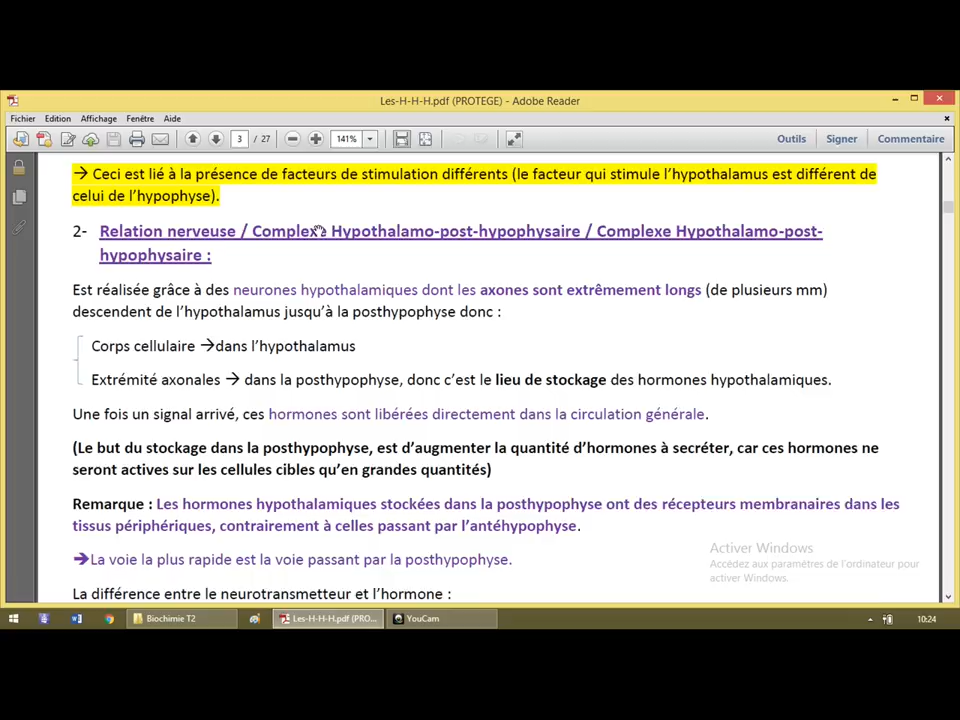 Les-H-H-H.pdf (PROTEGE) - Adobe Reader
Fichier Edition Affichage Fenêtre Aide
3 / 27 141% Outils Signer Commentaire
→ Ceci est lié à la présence de facteurs de stimulation différents (le facteur qui stimule l'hypothalamus est différent de
celui de l'hypophyse).
2- Relation nerveuse / Complexe Hypothalamo-post-hypophysaire / Complexe Hypothalamo-post-
hypophysaire :
Est réalisée grâce à des neurones hypothalamiques dont les axones sont extrêmement longs (de plusieurs mm)
descendent de l'hypothalamus jusqu'à la posthypophyse donc :
Corps cellulaire →dans l'hypothalamus
Extrémité axonales → dans la posthypophyse, donc c'est le lieu de stockage des hormones hypothalamiques.
Une fois un signal arrivé, ces hormones sont libérées directement dans la circulation générale.
(Le but du stockage dans la posthypophyse, est d'augmenter la quantité d'hormones à secréter, car ces hormones ne
seront actives sur les cellules cibles qu'en grandes quantités)
Remarque : Les hormones hypothalamiques stockées dans la posthypophyse ont des récepteurs membranaires dans les
tissus périphériques, contrairement à celles passant par l'antéhypophyse.
→La voie la plus rapide est la voie passant par la posthypophyse.
Activer Windows
Accédez aux paramètres de l'ordinateur pour
activer Windows.
La différence entre le neurotransmetteur et l'hormone :
Biochimie T2 Les-H-H-H.pdf (PRO... YouCam 10:24